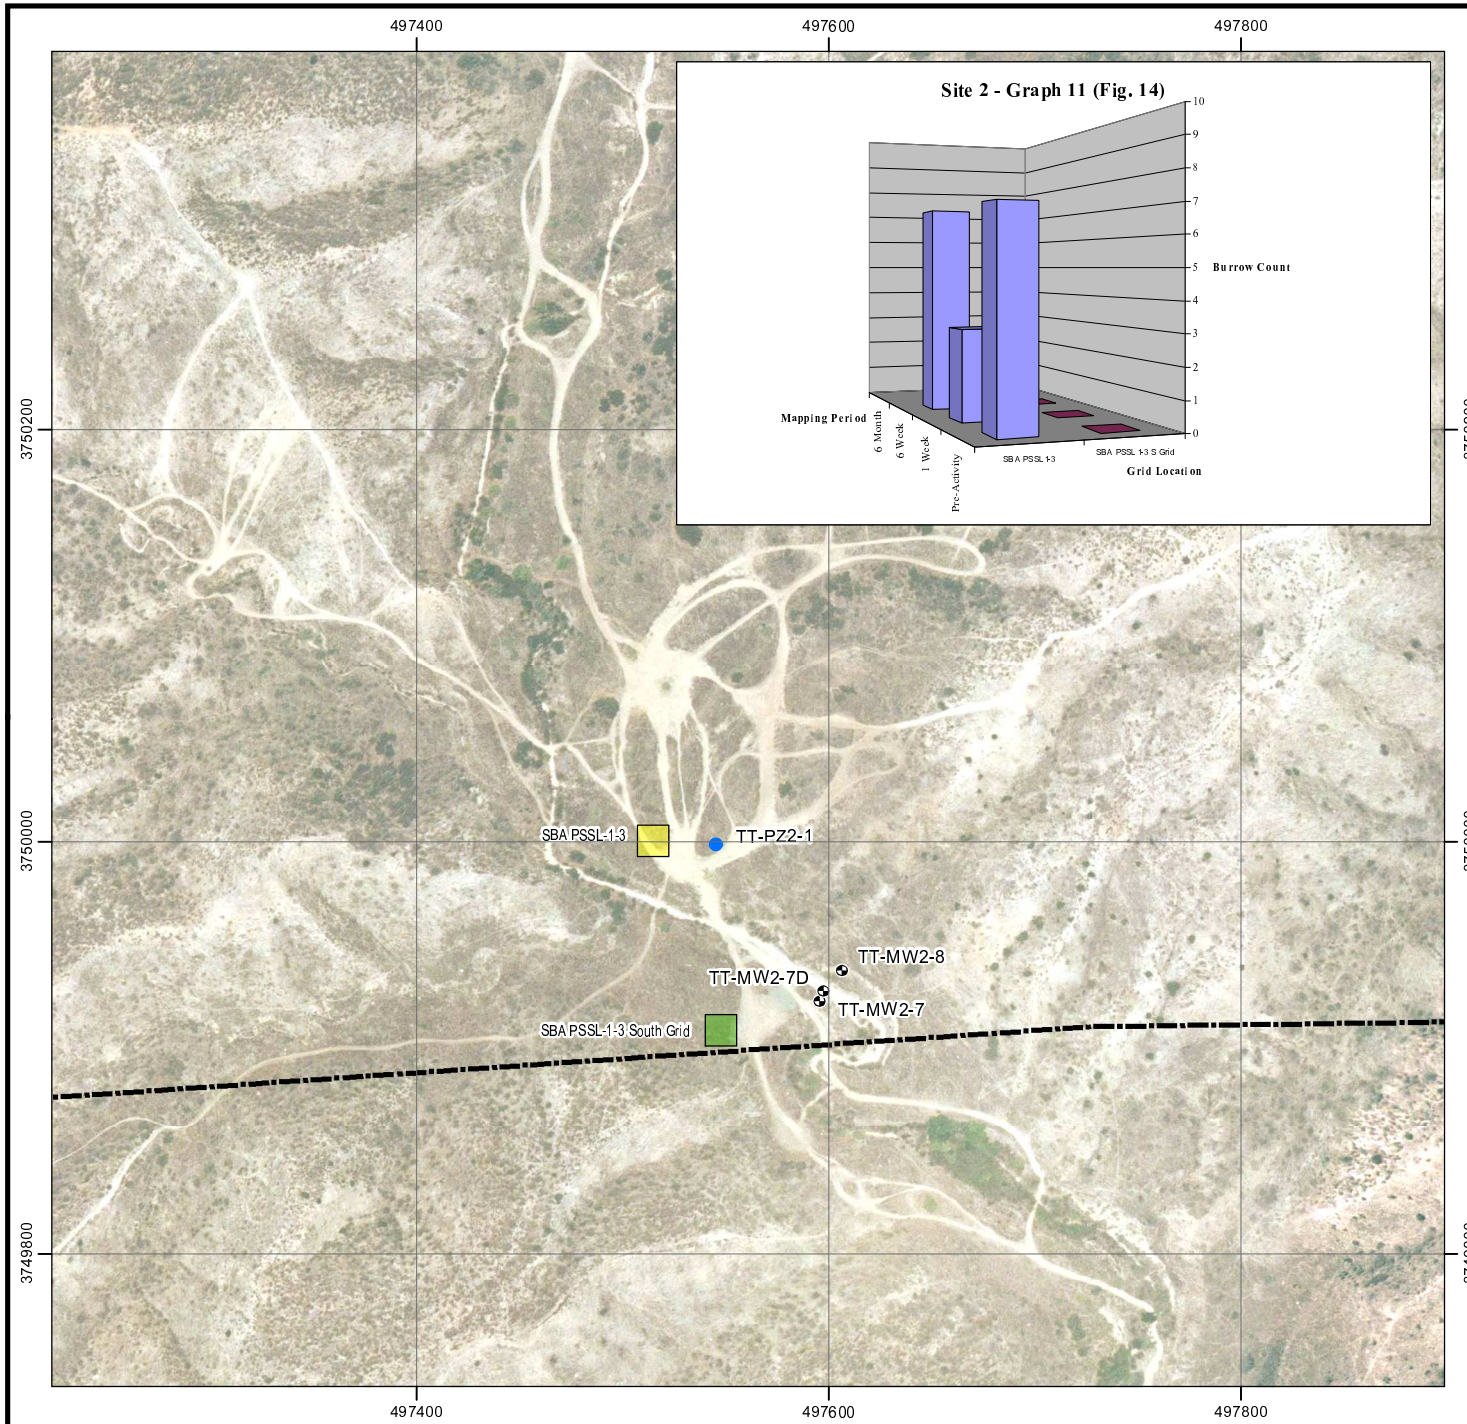 497400 497600 497800
Site 2 - Graph 11 (Fig. 14)
10
9
8
7
6
5
4
3
2
1
0
Burrow Count
Mapping Period
6 Month
6 Week
1 Week
Pre-Activity
SBA PSSL 1-3
SBA PSSL 1-3 S Grid
Grid Location
3750200
SBA PSSL-1-3
TT-PZ2-1
3750000
TT-MW2-8
TT-MW2-7D
TT-MW2-7
SBA PSSL-1-3 South Grid
3749800
497400 497600 497800